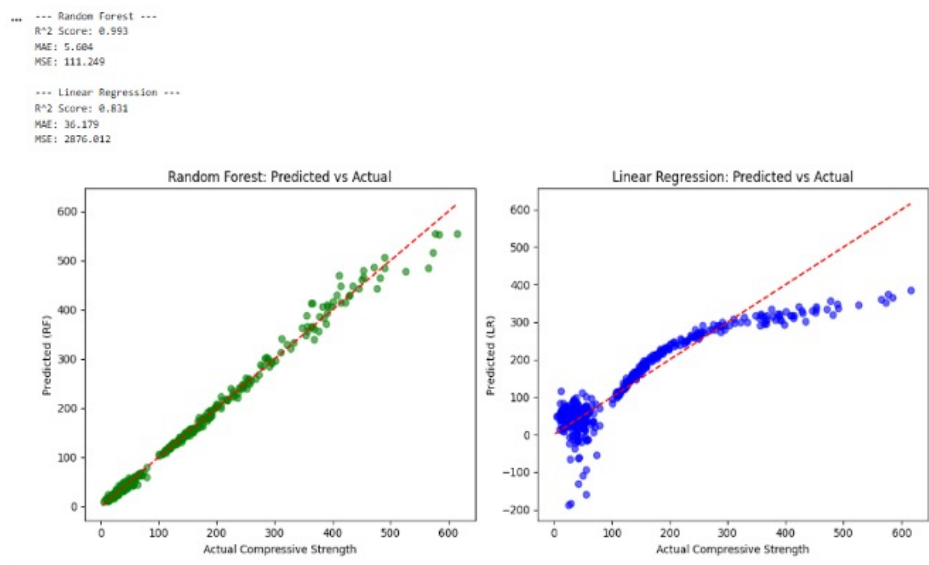 ... --- Random Forest ---
R^2 Score: 0.993
MAE: 5.604
MSE: 111.249
--- Linear Regression ---
R^2 Score: 0.831
MAE: 36.179
MSE: 2876.012
Random Forest: Predicted vs Actual
600
500
400
300
200
100
0
Predicted (RF)
0 100 200 300 400 500 600
Actual Compressive Strength
Linear Regression: Predicted vs Actual
600
500
400
300
200
100
0
−100
−200
Predicted (LR)
0 100 200 300 400 500 600
Actual Compressive Strength